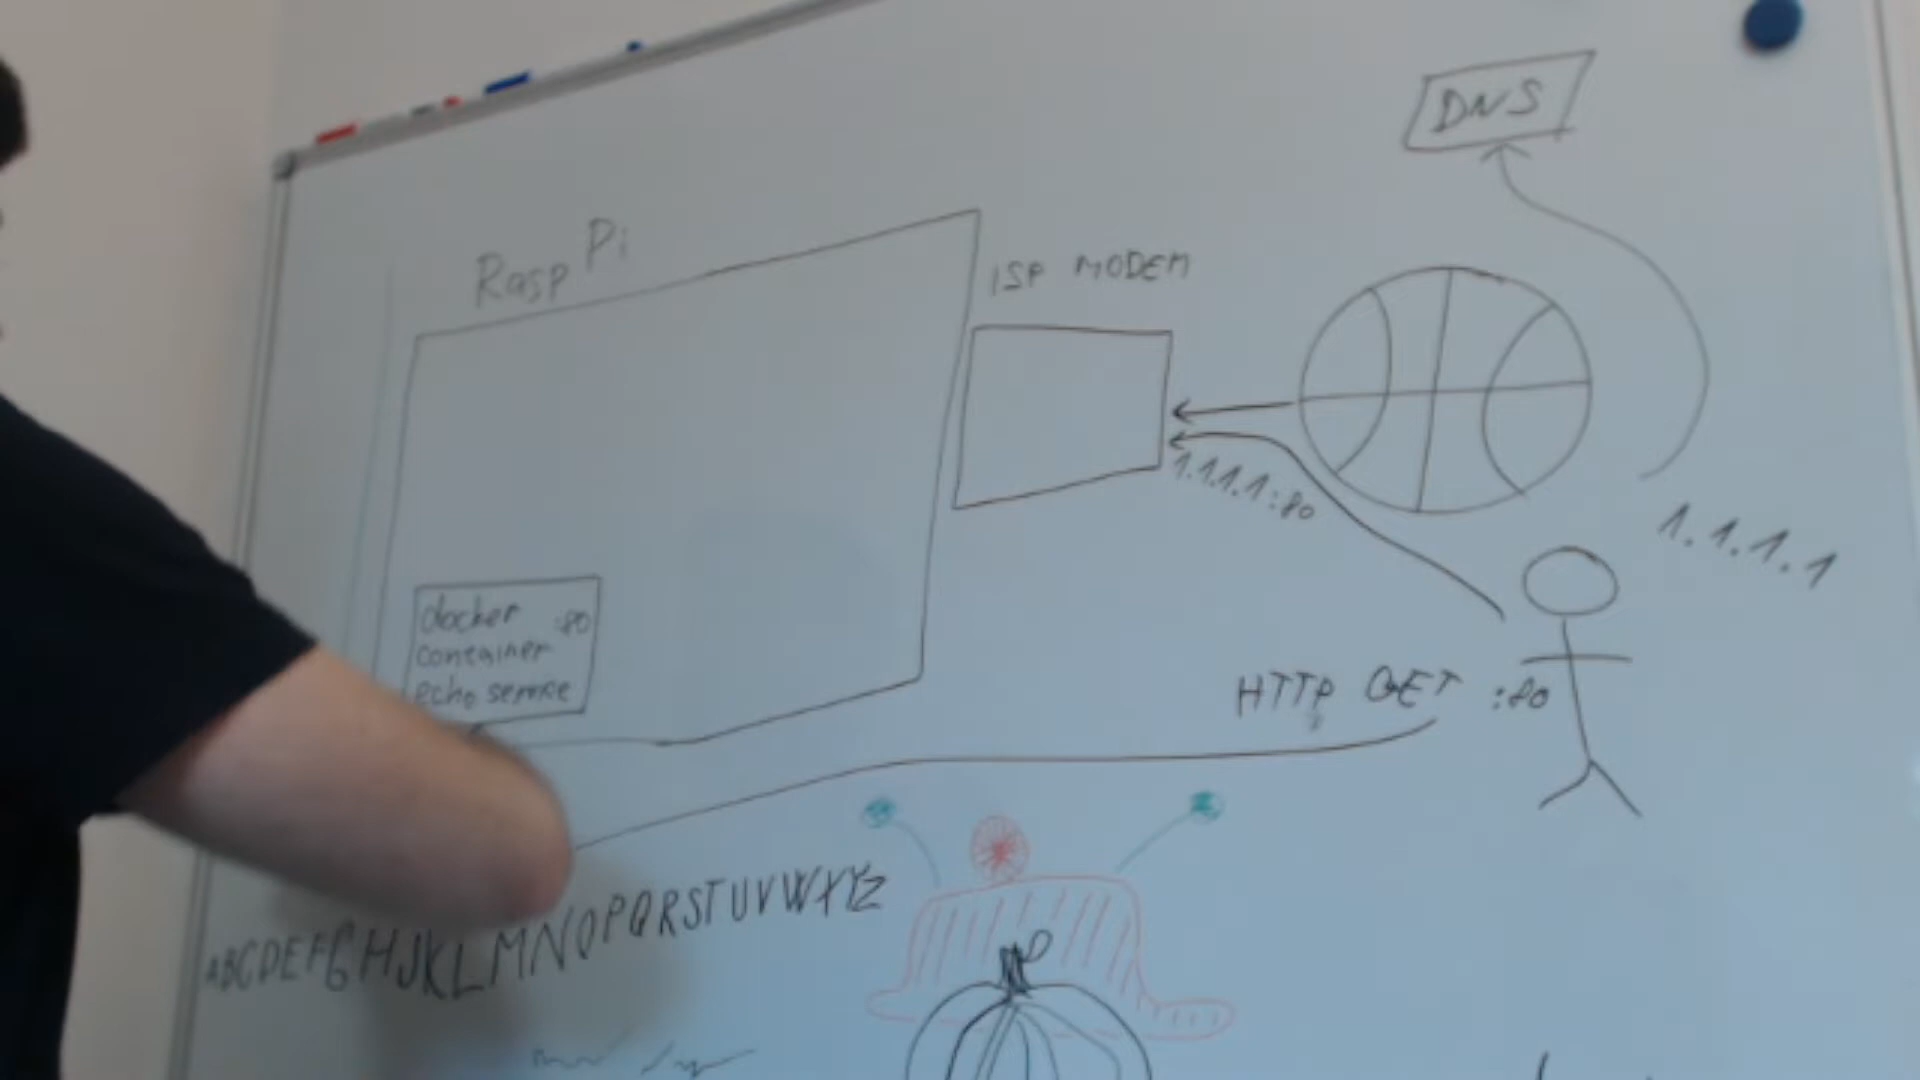 DNS
Rasp Pi
ISP MODEM
1.1.1.1:80
1.1.1.1
docker :80
container
echo service
HTTP GET :80
ABCDEFGHJKLMNOPQRSTUVWXYZ